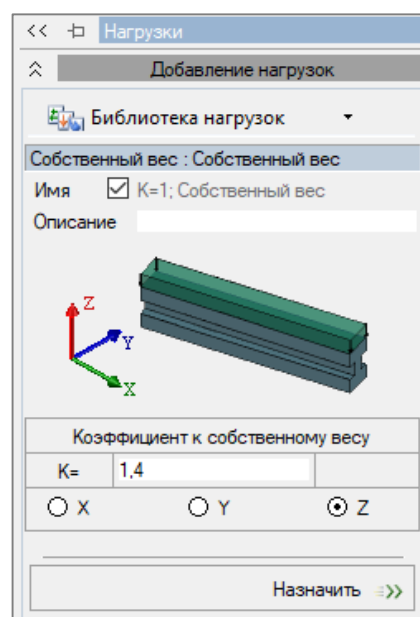 Нагрузки
Добавление нагрузок
Библиотека нагрузок
Собственный вес : Собственный вес
Имя K=1; Собственный вес
Описание
Z
Y
X
Коэффициент к собственному весу
K= 1,4
X Y Z
Назначить